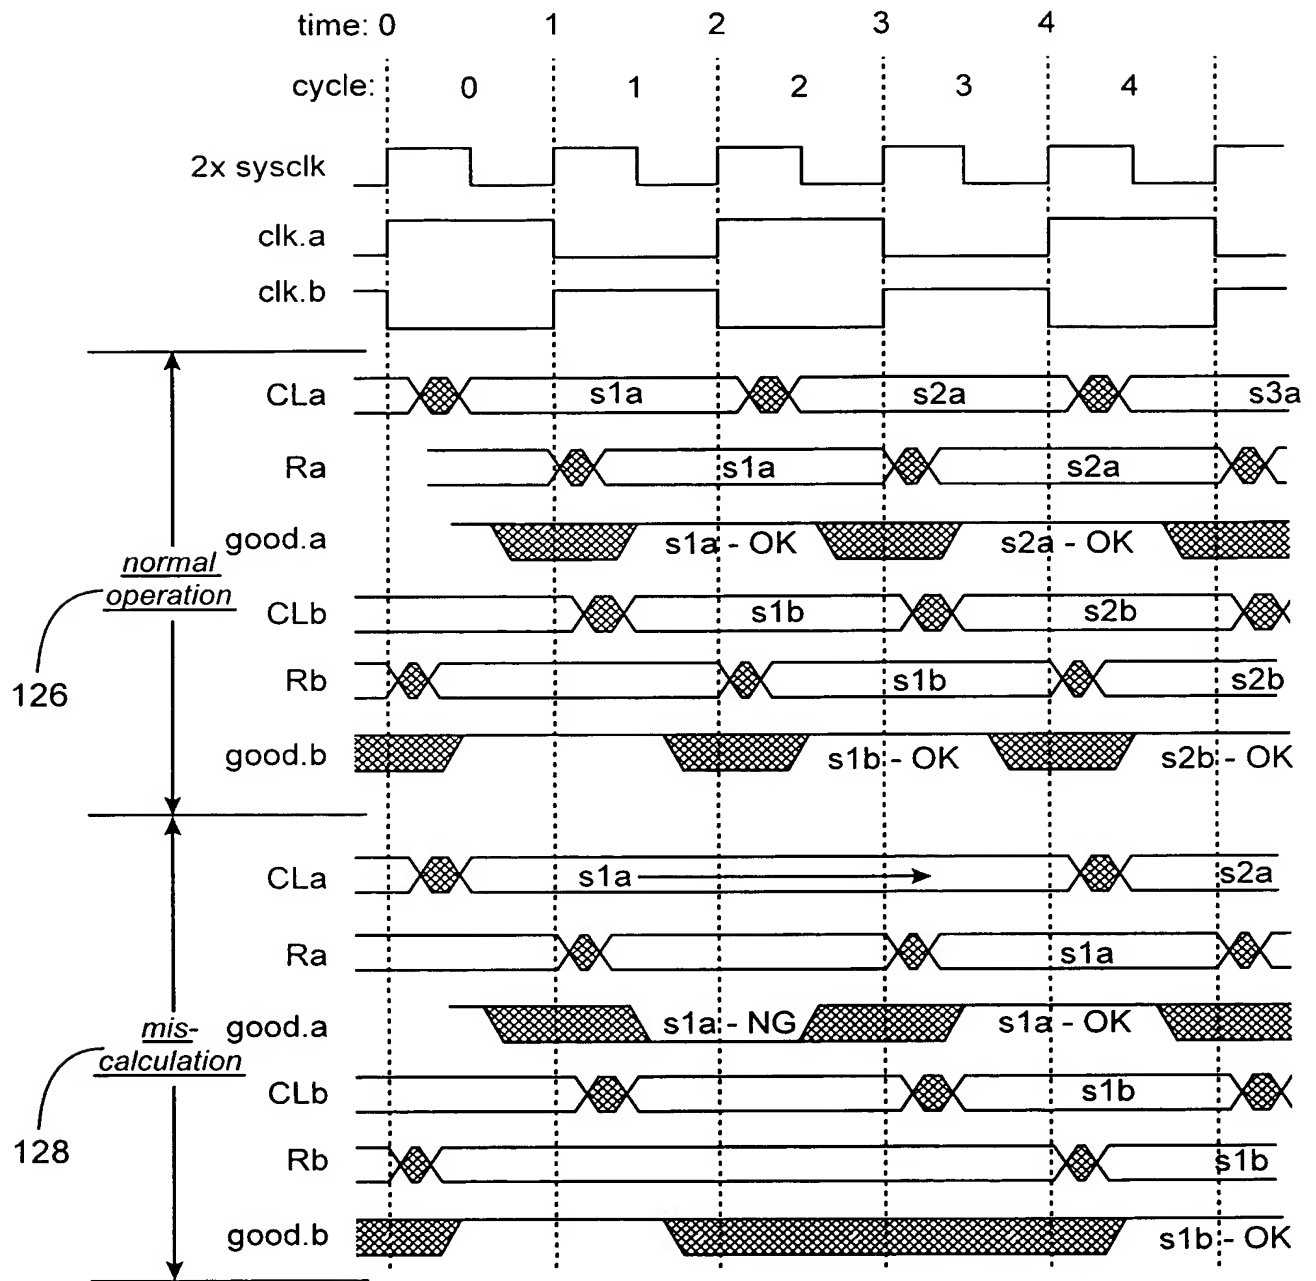 time: 0 1 2 3 4
cycle: 0 1 2 3 4
2x sysclk
clk.a
clk.b
CLa s1a s2a s3a
Ra s1a s2a
good.a s1a - OK s2a - OK
normal
operation
CLb s1b s2b
126
Rb s1b s2b
good.b s1b - OK s2b - OK
CLa s1a s2a
Ra s1a
good.a s1a - NG s1a - OK
mis-
calculation
CLb s1b
128
Rb s1b
good.b s1b - OK